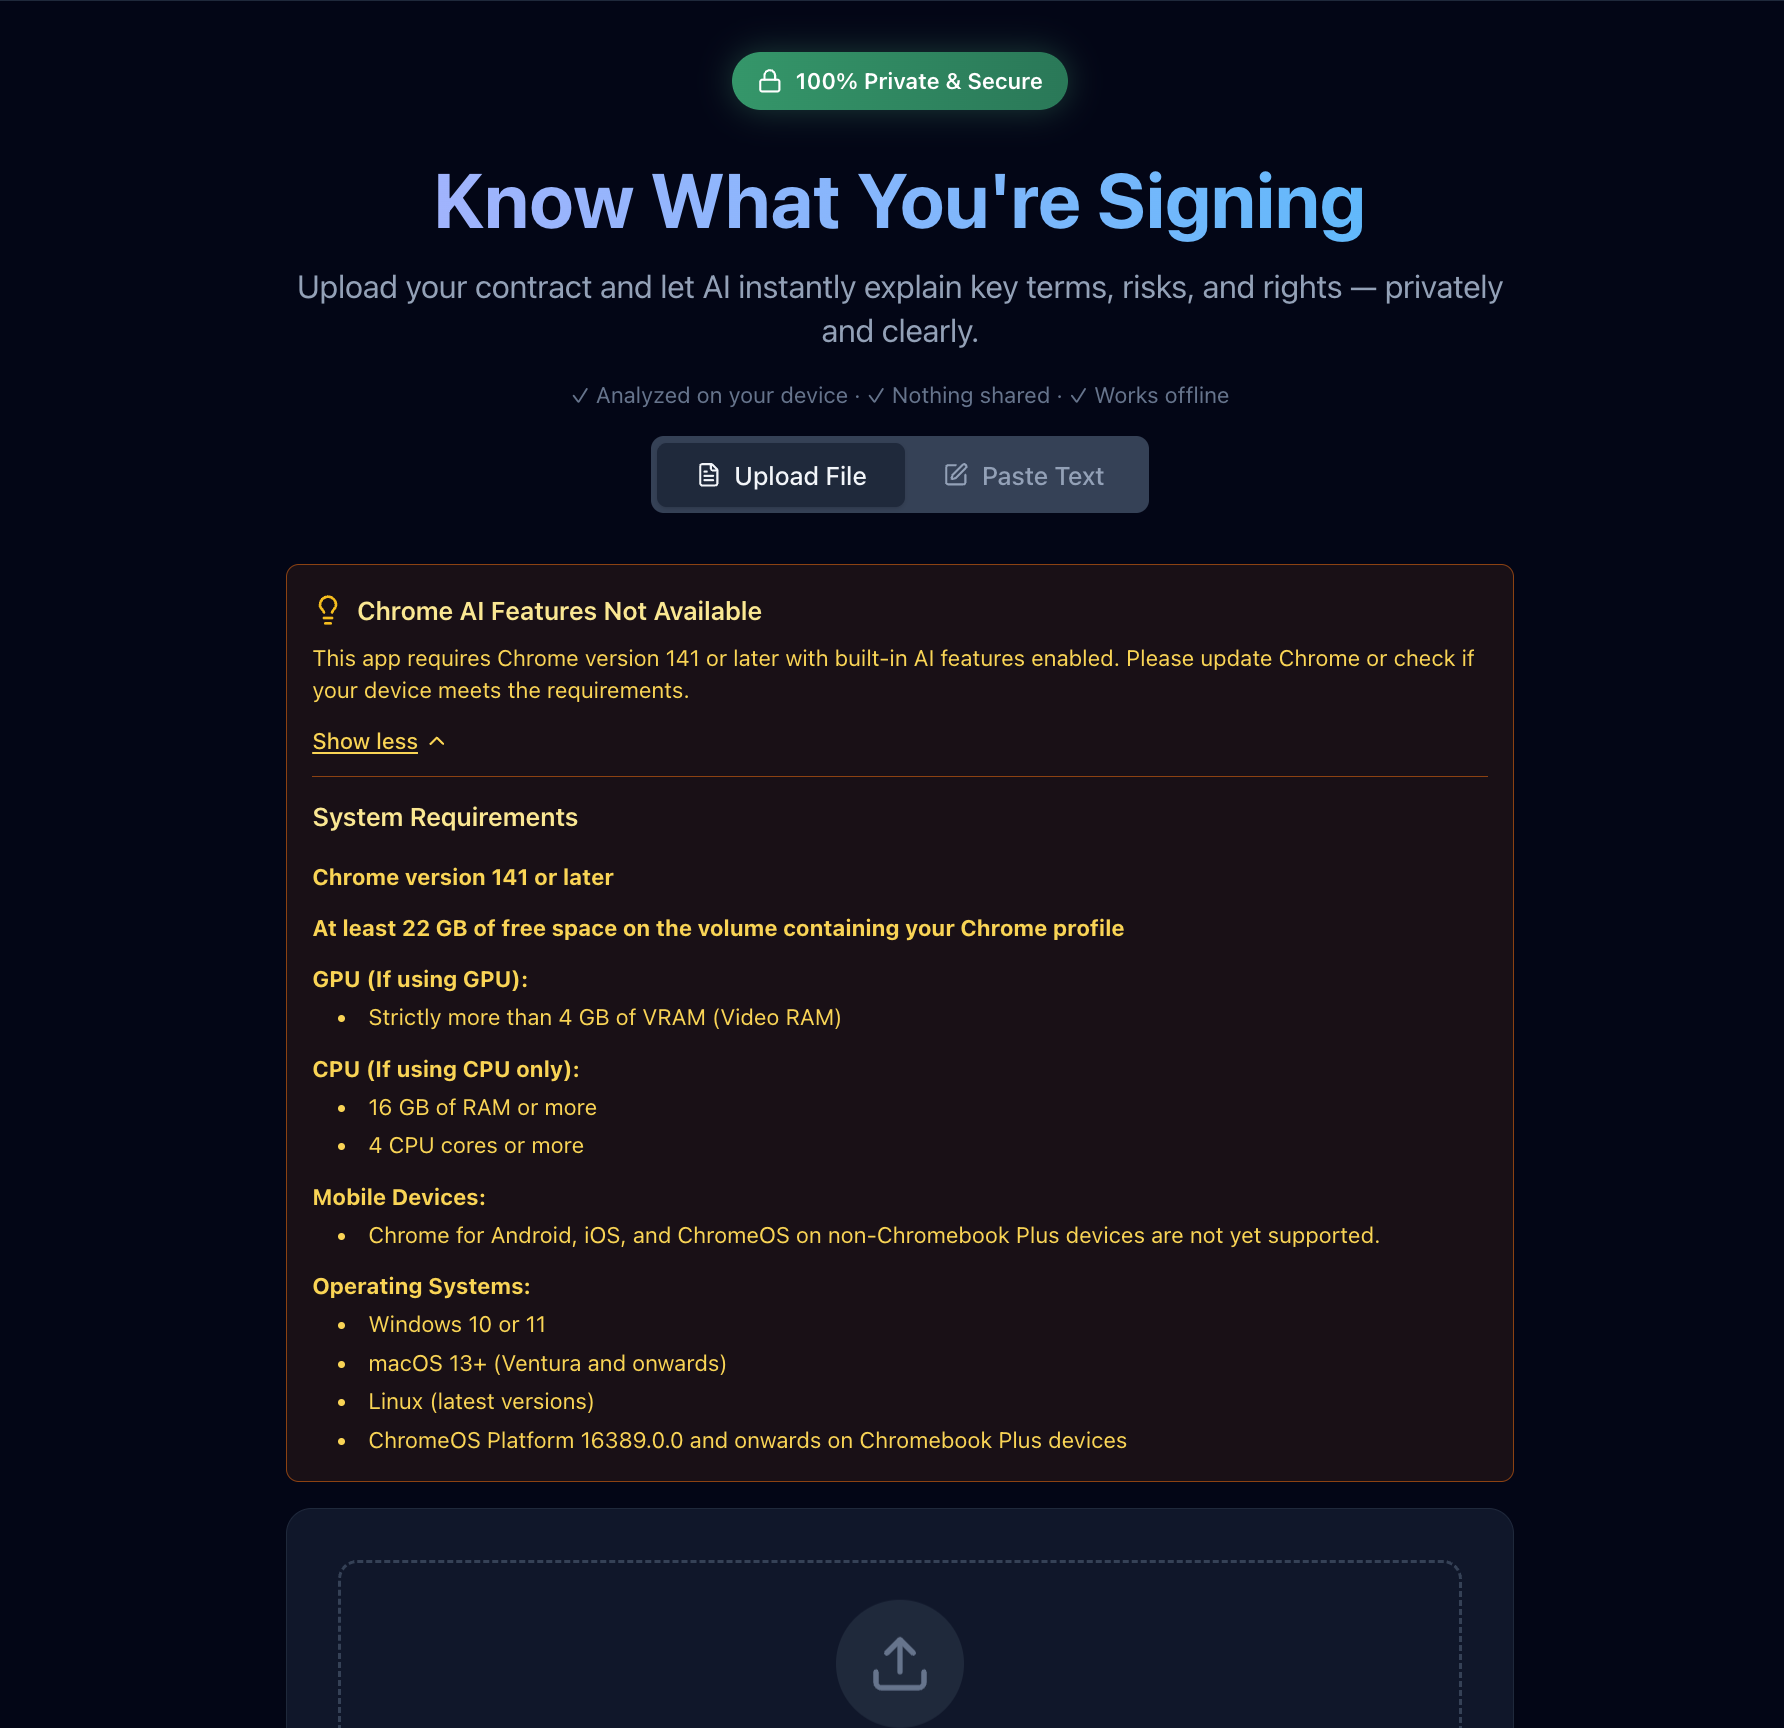 100% Private & Secure
Know What You're Signing
Upload your contract and let AI instantly explain key terms, risks, and rights — privately
and clearly.
✓ Analyzed on your device · ✓ Nothing shared · ✓ Works offline
Upload File
Paste Text
Chrome AI Features Not Available
This app requires Chrome version 141 or later with built-in AI features enabled. Please update Chrome or check if
your device meets the requirements.
Show less
System Requirements
Chrome version 141 or later
At least 22 GB of free space on the volume containing your Chrome profile
GPU (If using GPU):
• Strictly more than 4 GB of VRAM (Video RAM)
CPU (If using CPU only):
• 16 GB of RAM or more
• 4 CPU cores or more
Mobile Devices:
• Chrome for Android, iOS, and ChromeOS on non-Chromebook Plus devices are not yet supported.
Operating Systems:
• Windows 10 or 11
• macOS 13+ (Ventura and onwards)
• Linux (latest versions)
• ChromeOS Platform 16389.0.0 and onwards on Chromebook Plus devices